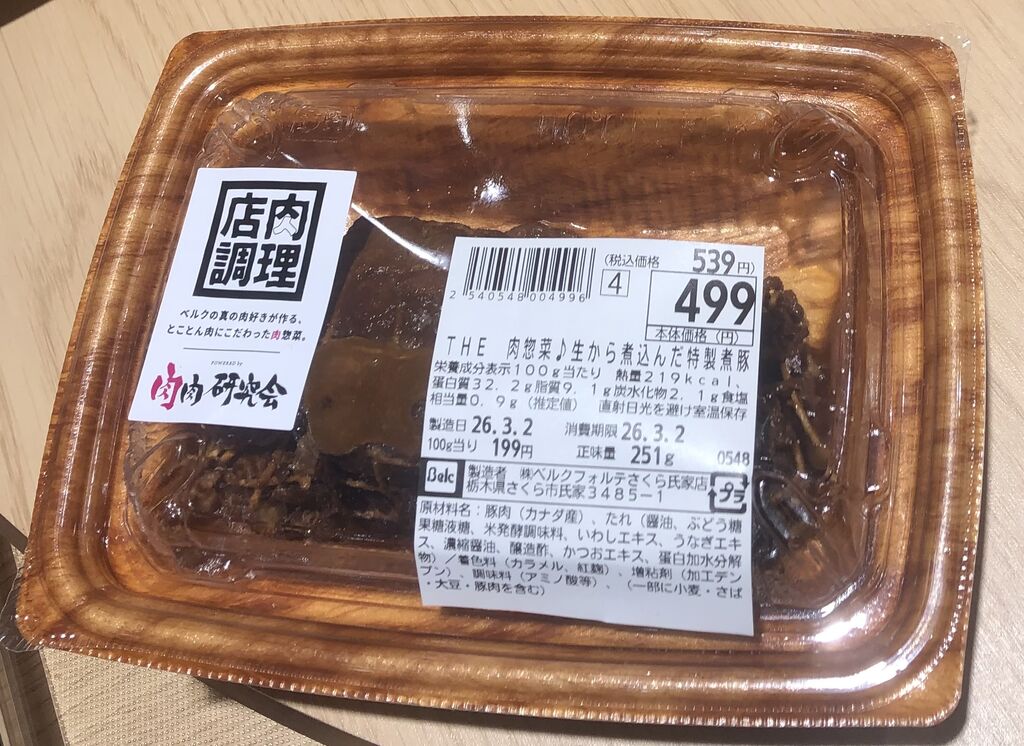 店内
調理
ベルクの真の肉好きが作る、
とことん肉にこだわった肉惣菜。
POWERED by
肉肉研究会
2 540548 004996
(税込価格 539円)
4
499
本体価格 (円)
THE 肉惣菜♪生から煮込んだ特製煮豚
栄養成分表示100g当たり 熱量219kcal、
蛋白質32.2g脂質9.1g炭水化物2.1g食塩
相当量0.9g(推定値) 直射日光を避け室温保存
製造日 26.3.2 消費期限 26.3.2
100g当り 199円 正味量 251g 0548
Belc 製造者 ㈱ベルクフォルテさくら氏家店
栃木県さくら市氏家3485-1
プラ
原材料名:豚肉(カナダ産)、たれ(醤油、ぶどう糖
果糖液糖、米発酵調味料、いわしエキス、うなぎエキ
ス、濃縮醤油、醸造酢、かつおエキス、蛋白加水分解
物)/着色料(カラメル、紅麹)、増粘剤(加工デン
プン)、調味料(アミノ酸等)、(一部に小麦・さば
・大豆・豚肉を含む)